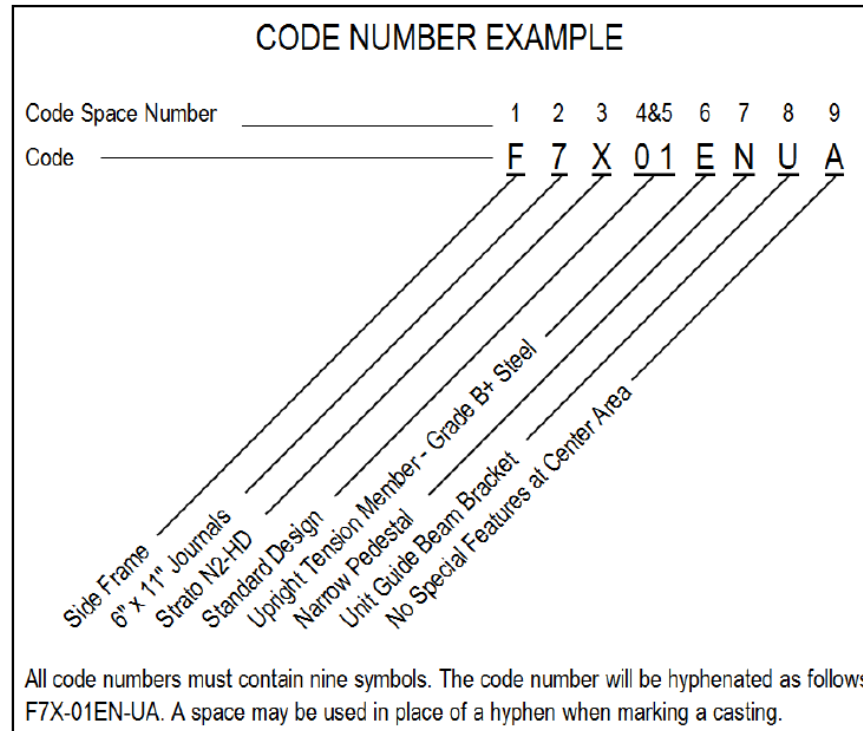 CODE NUMBER EXAMPLE
Code Space Number 1 2 3 4&5 6 7 8 9
Code F 7 X 0 1 E N U A
Side Frame
6" x 11" Journals
Strato N2-HD
Standard Design
Upright Tension Member - Grade B+ Steel
Narrow Pedestal
Unit Guide Beam Bracket
No Special Features at Center Area
All code numbers must contain nine symbols. The code number will be hyphenated as follows
F7X-01EN-UA. A space may be used in place of a hyphen when marking a casting.